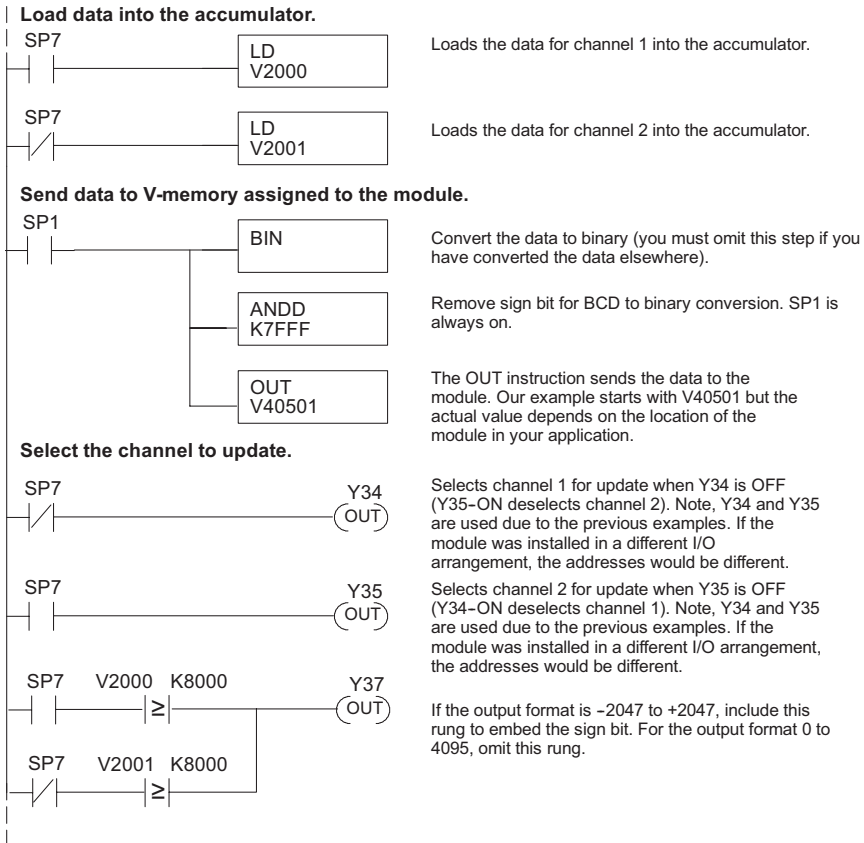 Load data into the accumulator.
SP7
LD
V2000
Loads the data for channel 1 into the accumulator.
SP7
LD
V2001
Loads the data for channel 2 into the accumulator.
Send data to V-memory assigned to the module.
SP1
BIN
Convert the data to binary (you must omit this step if you
have converted the data elsewhere).
ANDD
K7FFF
Remove sign bit for BCD to binary conversion. SP1 is
always on.
OUT
V40501
The OUT instruction sends the data to the
module. Our example starts with V40501 but the
actual value depends on the location of the
module in your application.
Select the channel to update.
SP7
Y34
OUT
Selects channel 1 for update when Y34 is OFF
(Y35-ON deselects channel 2). Note, Y34 and Y35
are used due to the previous examples. If the
module was installed in a different I/O
arrangement, the addresses would be different.
SP7
Y35
OUT
Selects channel 2 for update when Y35 is OFF
(Y34-ON deselects channel 1). Note, Y34 and Y35
are used due to the previous examples. If the
module was installed in a different I/O arrangement,
the addresses would be different.
SP7 V2000 K8000 Y37
≥ OUT
If the output format is -2047 to +2047, include this
rung to embed the sign bit. For the output format 0 to
4095, omit this rung.
SP7 V2001 K8000
≥